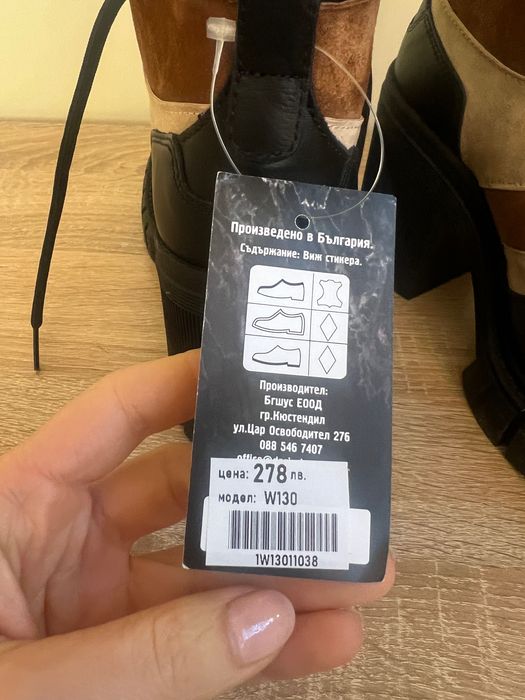 Произведено в България.
Съдържание: Виж стикера.
Производител:
Бгшус ЕООД
гр.Кюстендил
ул.Цар Освободител 276
088 546 7407
цена: 278 лв.
модел: W130
1W13011038